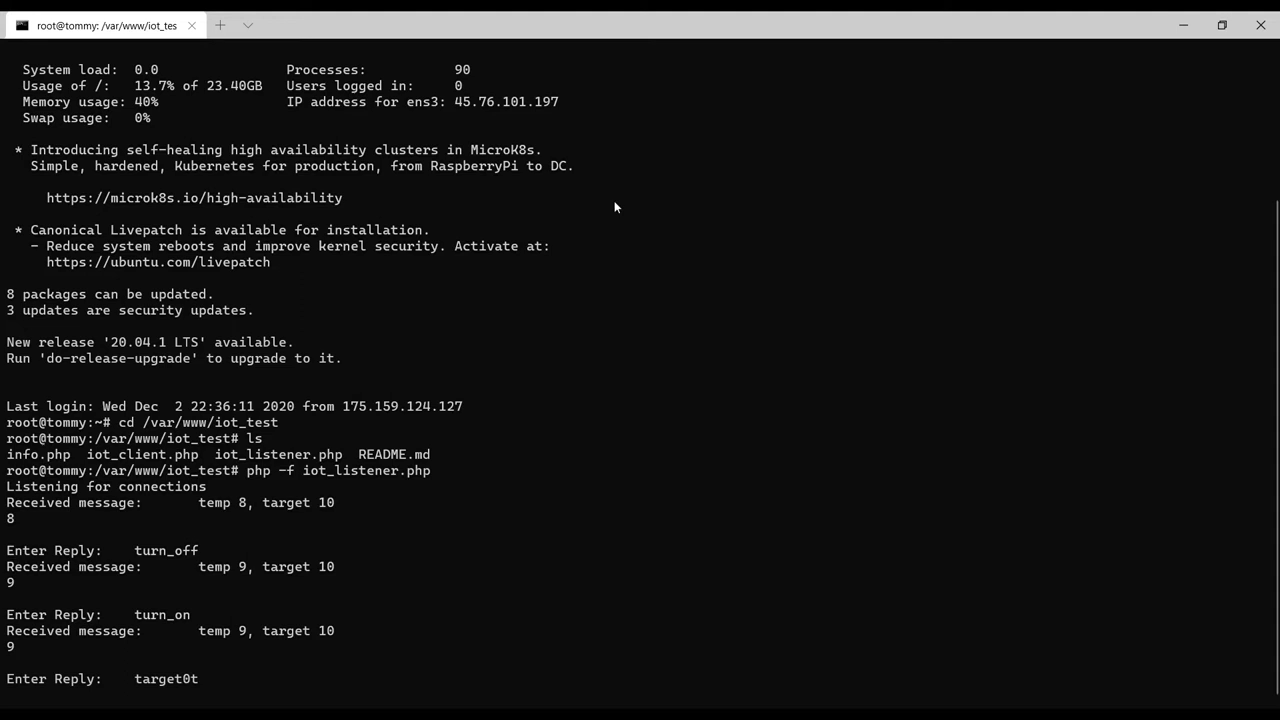 root@tommy: /var/www/iot_tes
System load: 0.0 Processes: 90
Usage of /: 13.7% of 23.40GB Users logged in: 0
Memory usage: 40% IP address for ens3: 45.76.101.197
Swap usage: 0%
* Introducing self-healing high availability clusters in MicroK8s.
Simple, hardened, Kubernetes for production, from RaspberryPi to DC.
https://microk8s.io/high-availability
* Canonical Livepatch is available for installation.
- Reduce system reboots and improve kernel security. Activate at:
https://ubuntu.com/livepatch
8 packages can be updated.
3 updates are security updates.
New release '20.04.1 LTS' available.
Run 'do-release-upgrade' to upgrade to it.
Last login: Wed Dec  2 22:36:11 2020 from 175.159.124.127
root@tommy:~# cd /var/www/iot_test
root@tommy:/var/www/iot_test# ls
info.php  iot_client.php  iot_listener.php  README.md
root@tommy:/var/www/iot_test# php -f iot_listener.php
Listening for connections
Received message: temp 8, target 10
8
Enter Reply: turn_off
Received message: temp 9, target 10
9
Enter Reply: turn_on
Received message: temp 9, target 10
9
Enter Reply: target0t